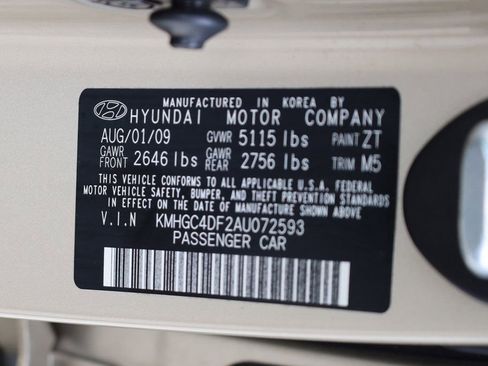 MANUFACTURED IN KOREA BY
HYUNDAI MOTOR COMPANY
AUG/01/09 GVWR 5115 lbs PAINT ZT
GAWR FRONT 2646 lbs GAWR REAR 2756 lbs TRIM M5
THIS VEHICLE CONFORMS TO ALL APPLICABLE U.S.A. FEDERAL
MOTOR VEHICLE SAFETY, BUMPER, AND THEFT PREVENTION STANDARDS
IN EFFECT ON THE DATE OF MANUFACTURE SHOWN ABOVE.
V.I.N KMHGC4DF2AU072593
PASSENGER CAR